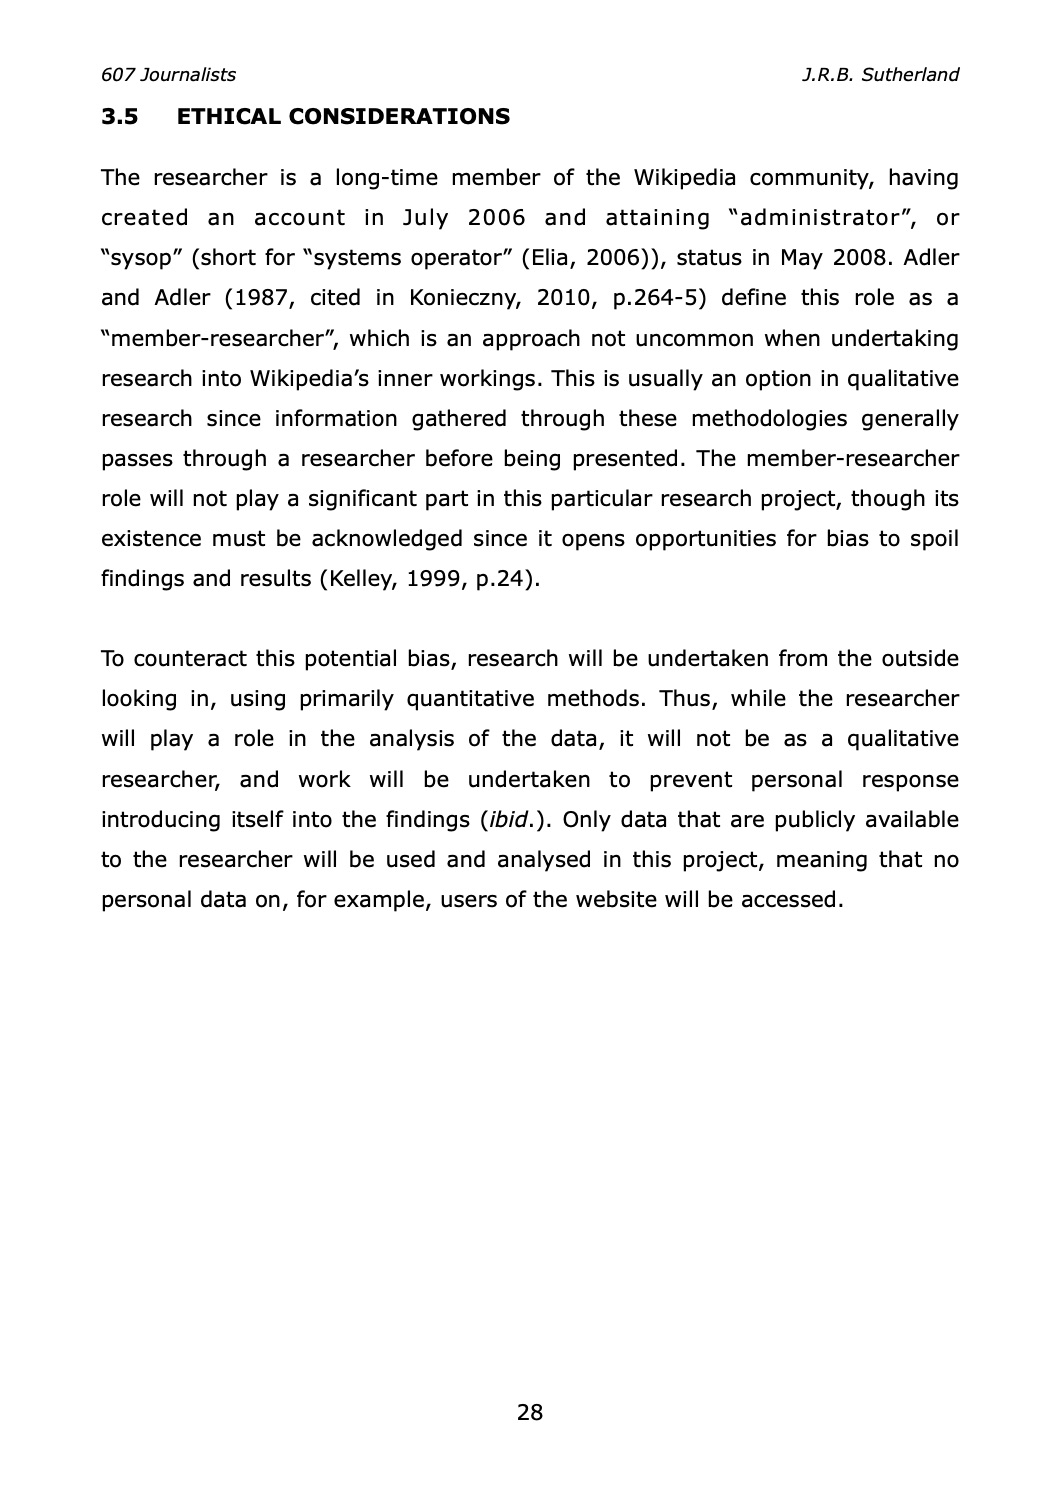 607 Journalists J.R.B. Sutherland
3.5 ETHICAL CONSIDERATIONS
The researcher is a long-time member of the Wikipedia community, having
created an account in July 2006 and attaining “administrator”, or
“sysop” (short for “systems operator” (Elia, 2006)), status in May 2008. Adler
and Adler (1987, cited in Konieczny, 2010, p.264-5) define this role as a
“member-researcher”, which is an approach not uncommon when undertaking
research into Wikipedia’s inner workings. This is usually an option in qualitative
research since information gathered through these methodologies generally
passes through a researcher before being presented. The member-researcher
role will not play a significant part in this particular research project, though its
existence must be acknowledged since it opens opportunities for bias to spoil
findings and results (Kelley, 1999, p.24).
To counteract this potential bias, research will be undertaken from the outside
looking in, using primarily quantitative methods. Thus, while the researcher
will play a role in the analysis of the data, it will not be as a qualitative
researcher, and work will be undertaken to prevent personal response
introducing itself into the findings (ibid.). Only data that are publicly available
to the researcher will be used and analysed in this project, meaning that no
personal data on, for example, users of the website will be accessed.
28